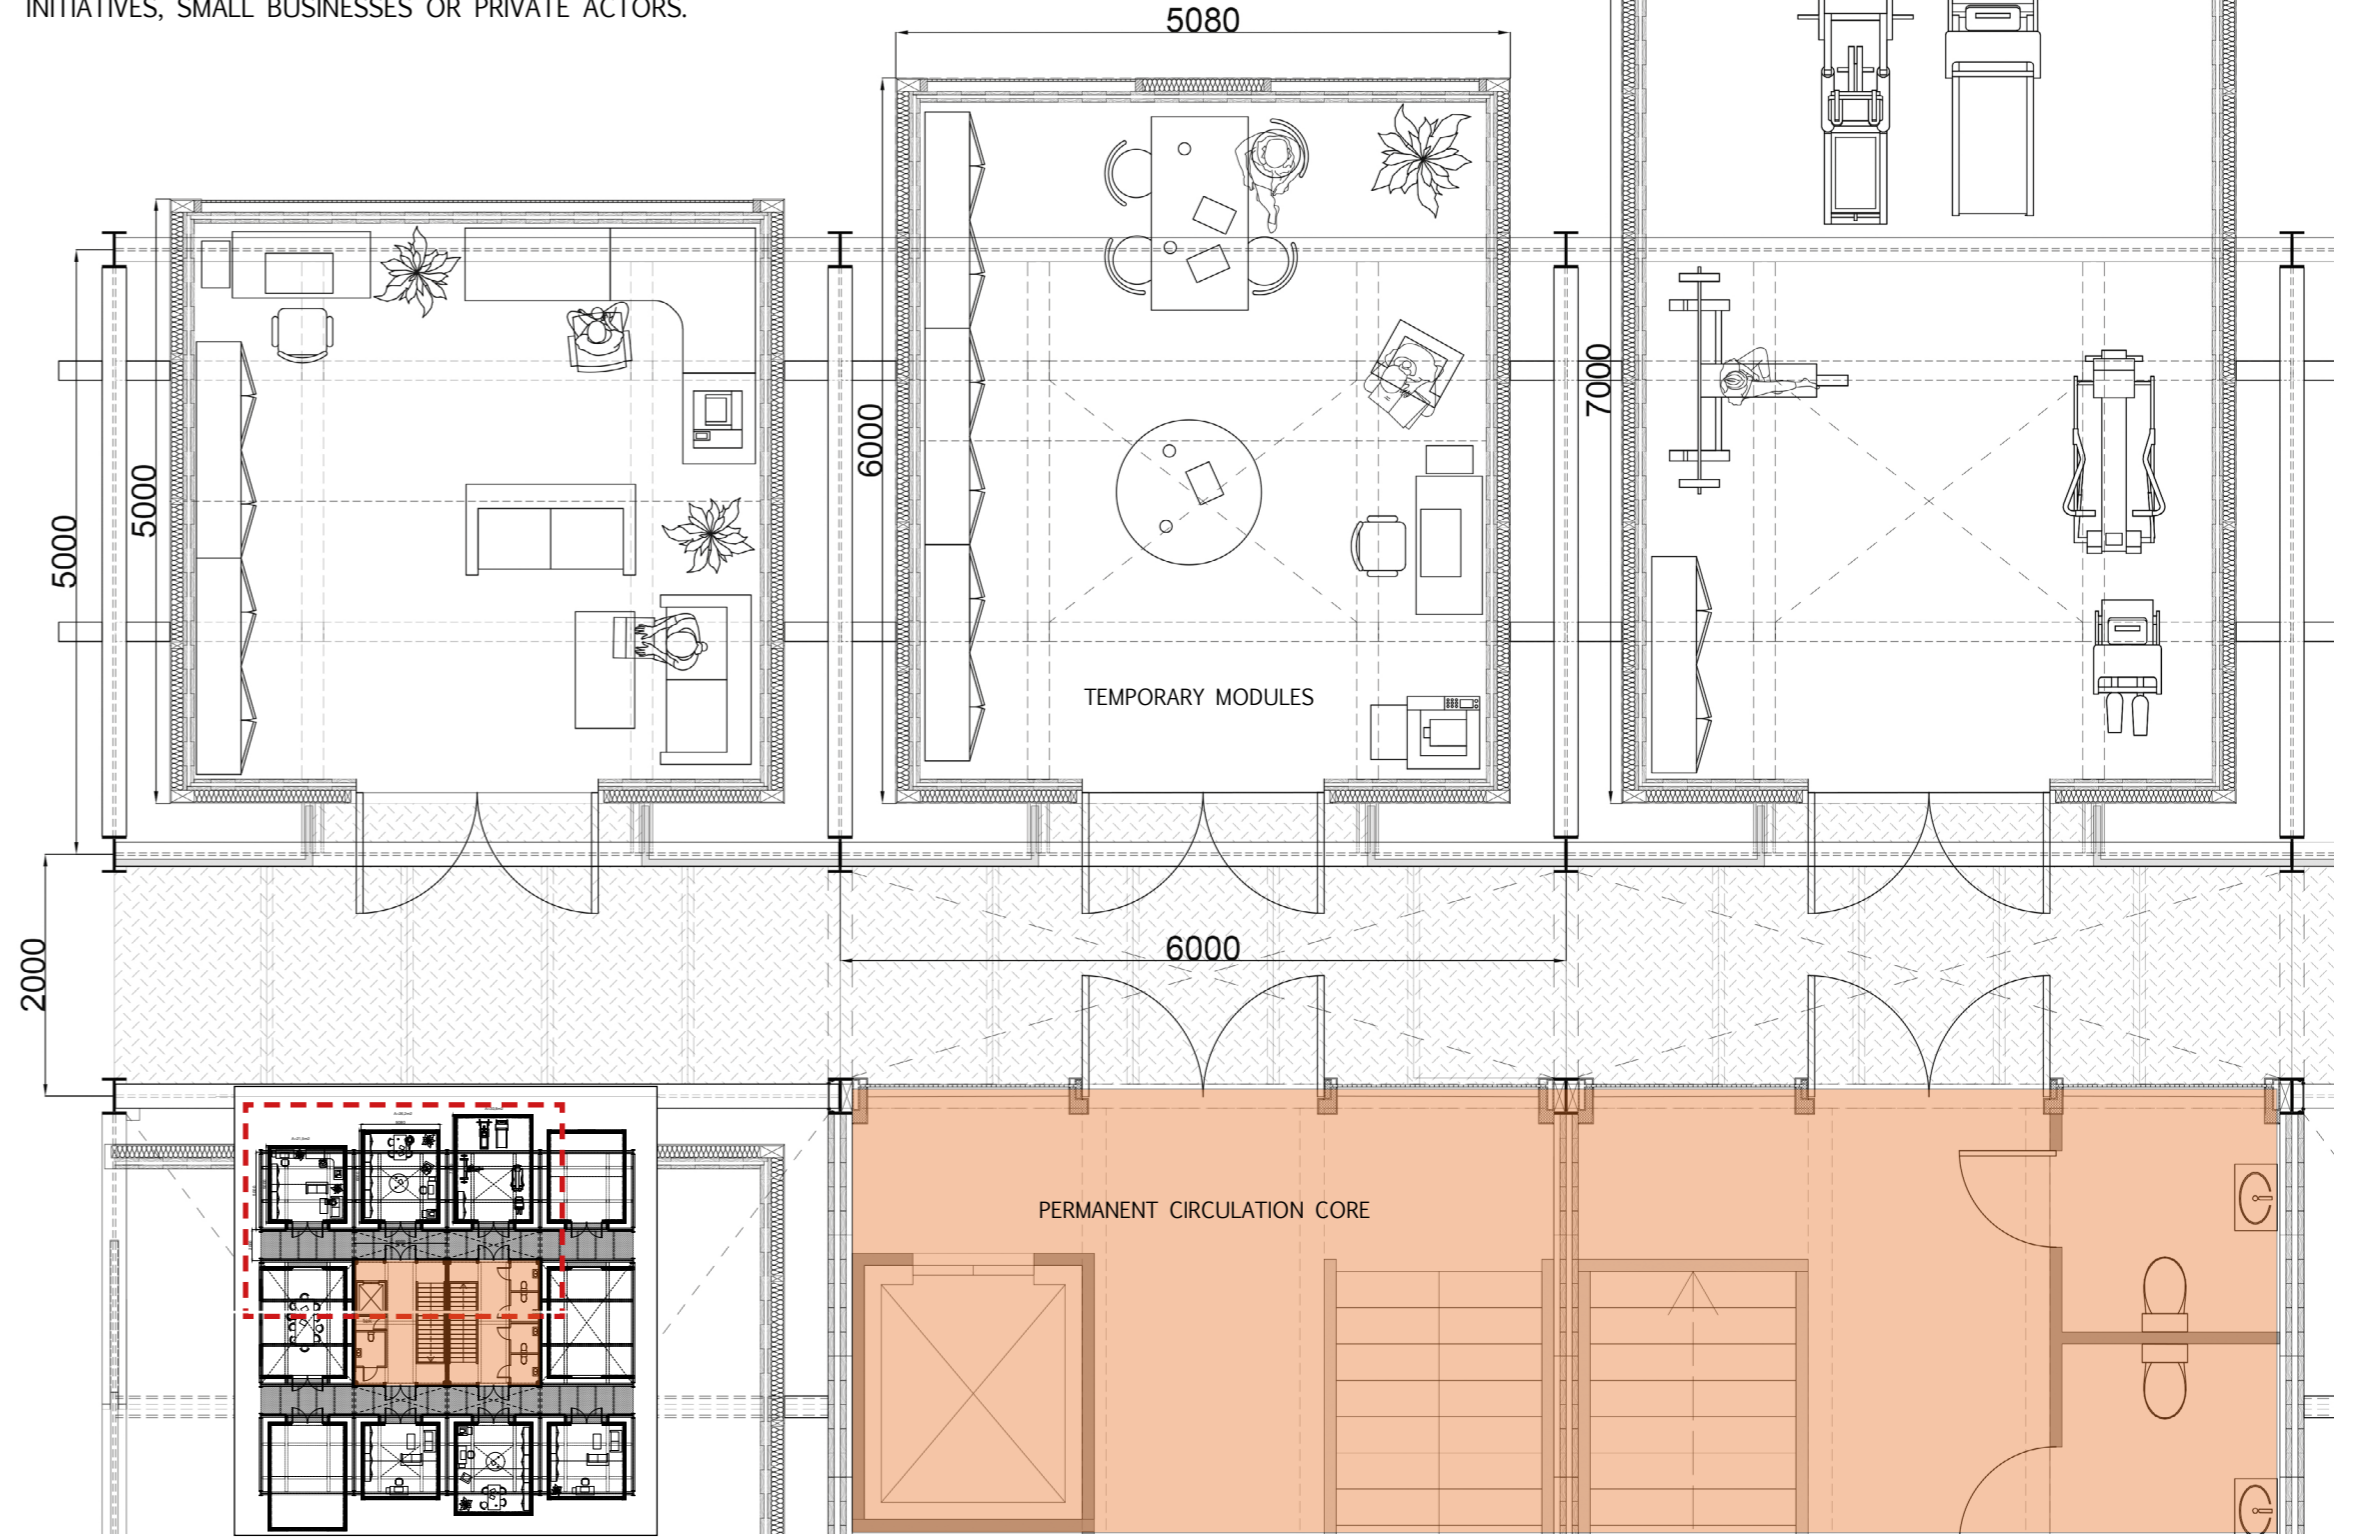 INITIATIVES, SMALL BUSINESSES OR PRIVATE ACTORS.
5080
5000
5000
6000
7000
TEMPORARY MODULES
2000
6000
PERMANENT CIRCULATION CORE